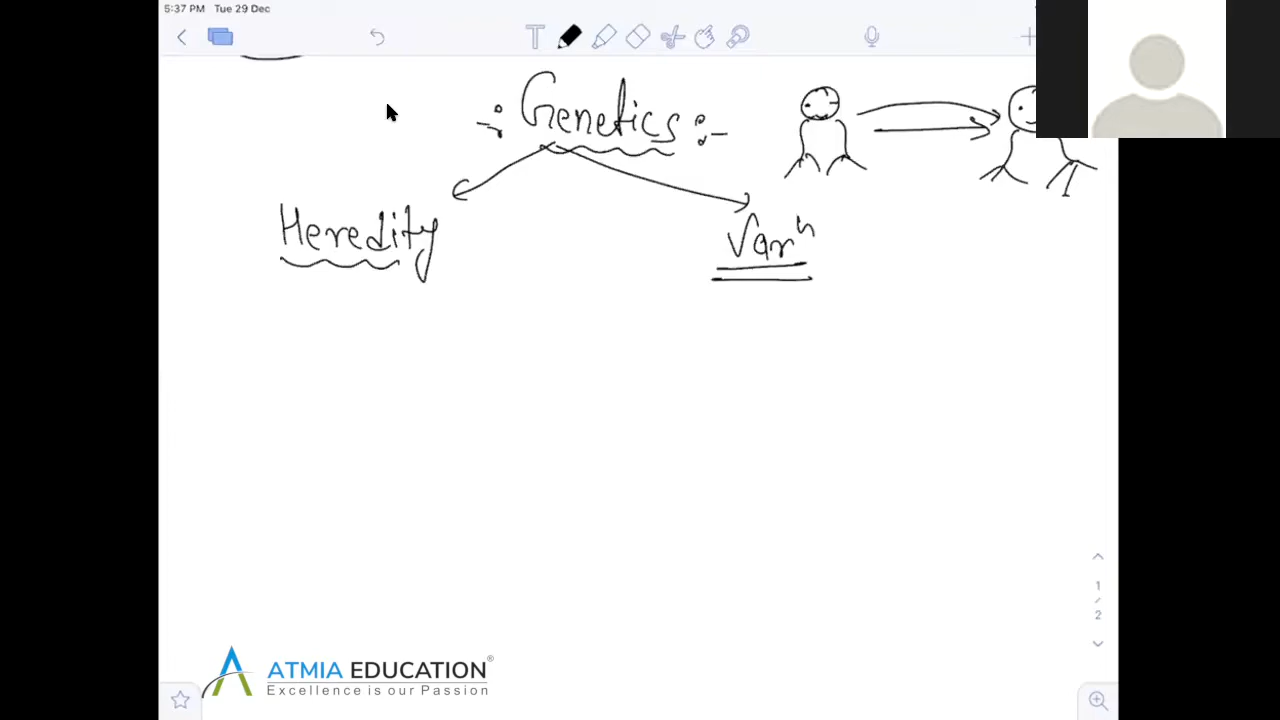 5:37 PM Tue 29 Dec
T
-: Genetics :-
Heredity
Varⁿ
1
/
2
ATMIA EDUCATION®
Excellence is our Passion